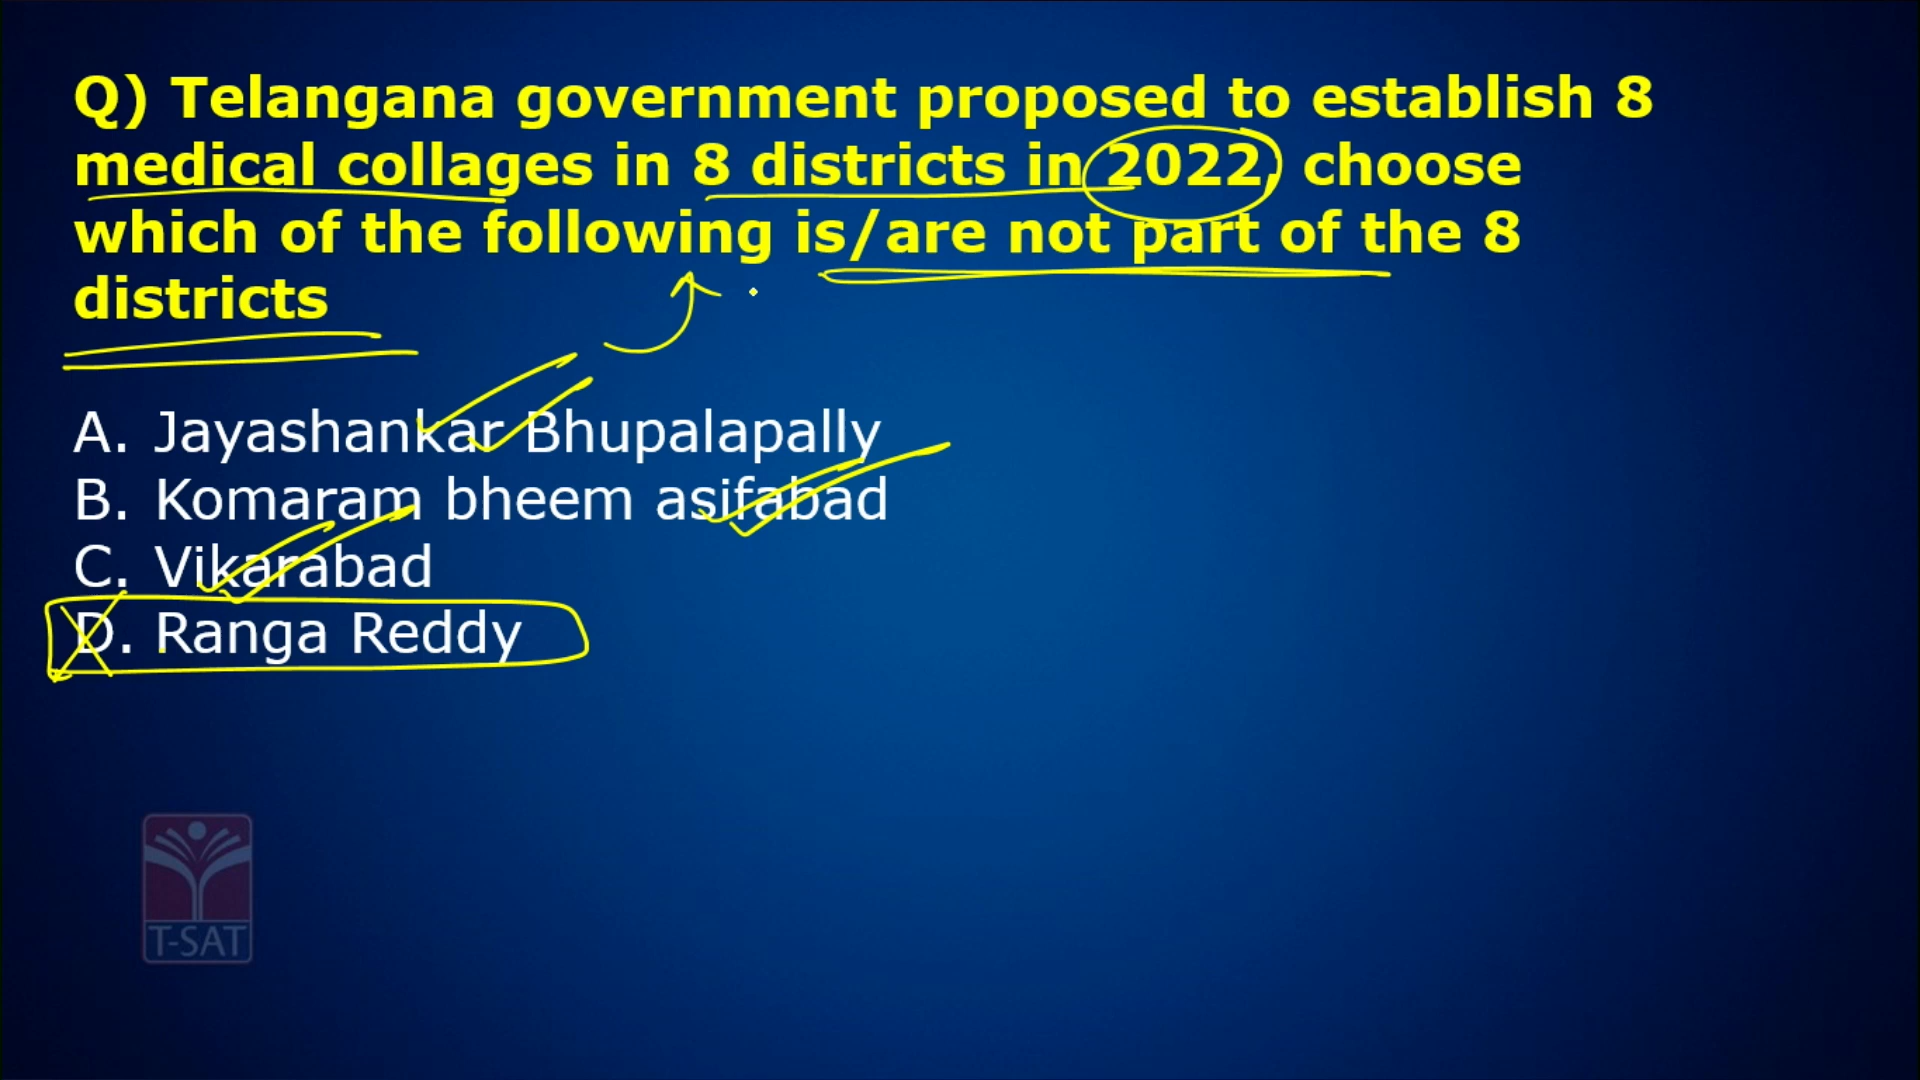 Q) Telangana government proposed to establish 8
medical collages in 8 districts in 2022, choose
which of the following is/are not part of the 8
districts
A. Jayashankar Bhupalapally
B. Komaram bheem asifabad
C. Vikarabad
D. Ranga Reddy
T-SAT